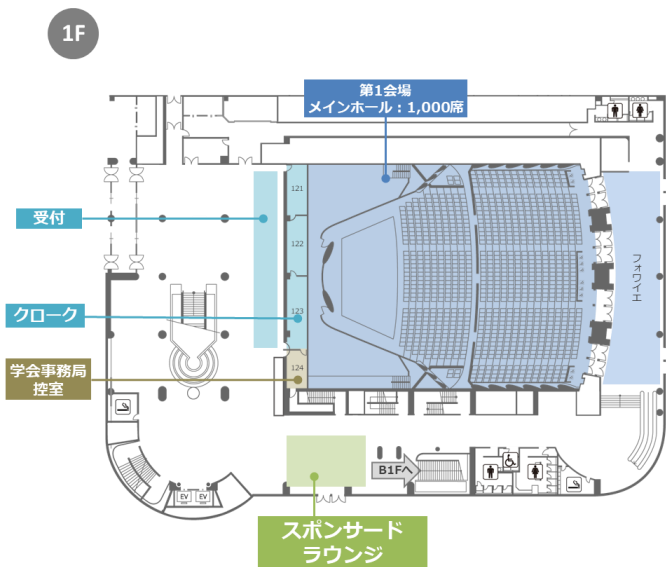 1F
第1会場
メインホール：1,000席
121
受付
122
フォワイエ
クローク
123
学会事務局
控室
124
B1Fへ
EV
EV
スポンサード
ラウンジ